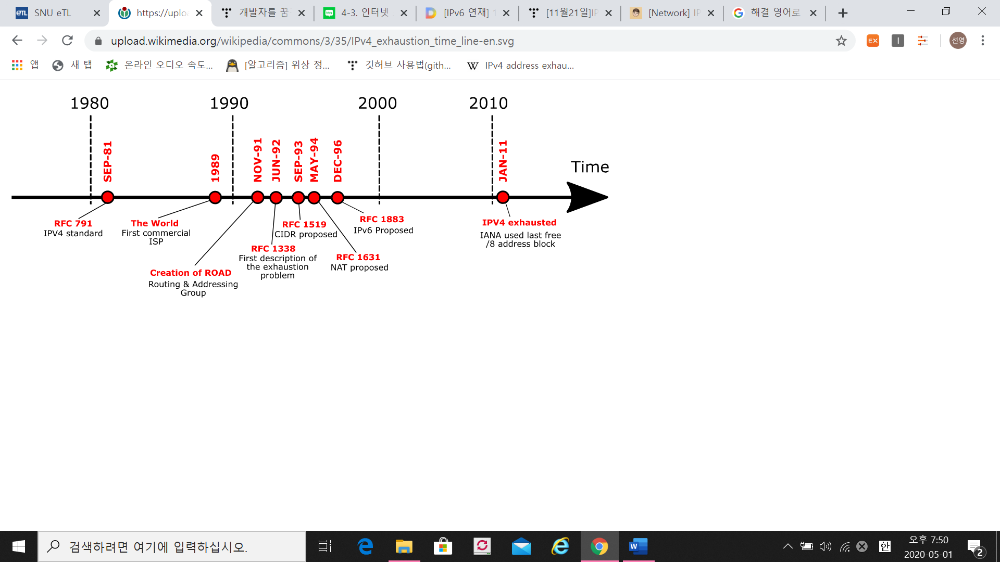 SNU eTL
https://uplo
개발자를 꿈
4-3. 인터넷
[IPv6 연재] 1
[11월21일]IP
[Network] IP
해결 영어로
upload.wikimedia.org/wikipedia/commons/3/35/IPv4_exhaustion_time_line-en.svg
EX
선영
앱
새 탭
온라인 오디오 속도...
[알고리즘] 위상 정...
깃허브 사용법(gith...
W
IPv4 address exhau...
1980
1990
2000
2010
SEP-81
1989
NOV-91
JUN-92
SEP-93
MAY-94
DEC-96
JAN-11
Time
RFC 791
IPV4 standard
The World
First commercial
ISP
Creation of ROAD
Routing & Addressing
Group
RFC 1338
First description of
the exhaustion
problem
RFC 1519
CIDR proposed
RFC 1631
NAT proposed
RFC 1883
IPv6 Proposed
IPV4 exhausted
IANA used last free
/8 address block
검색하려면 여기에 입력하십시오.
한
오후 7:50
2020-05-01
2